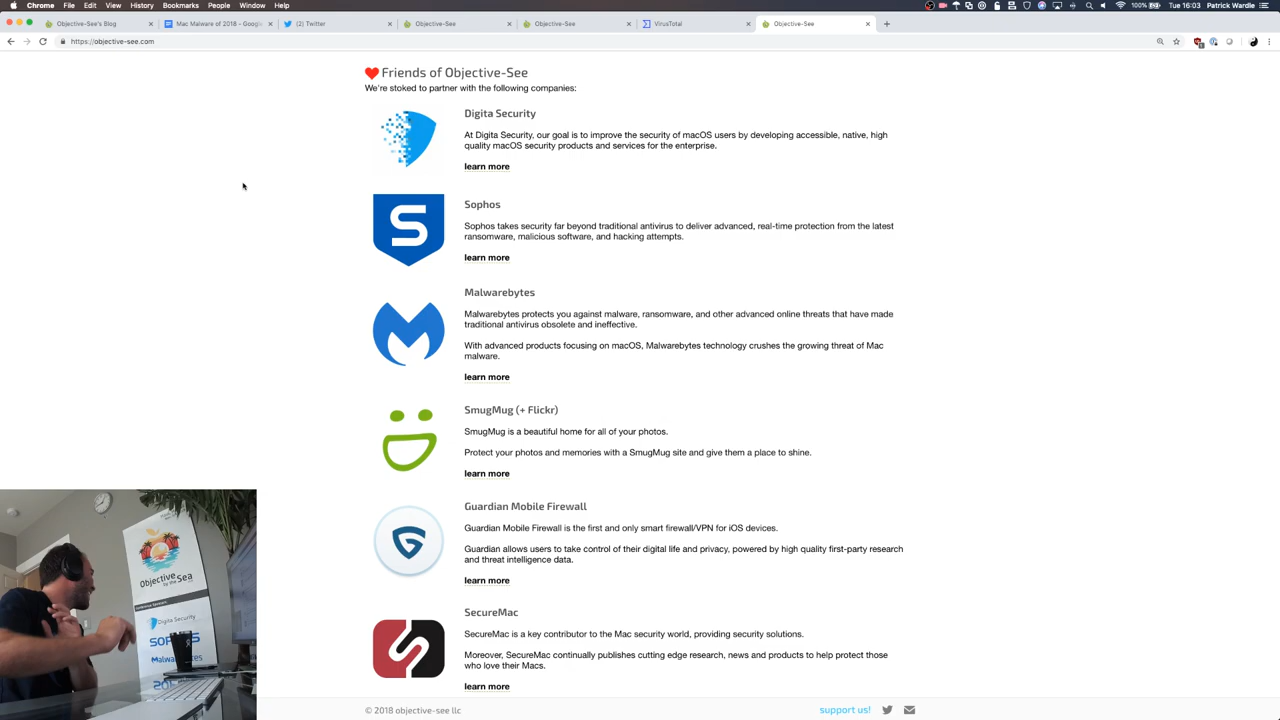 Chrome File Edit View History Bookmarks People Window Help
100% Tue 16:03 Patrick Wardle
Objective-See's Blog
Mac Malware of 2018 - Google
(2) Twitter
Objective-See
Objective-See
VirusTotal
Objective-See
https://objective-see.com
Friends of Objective-See
We're stoked to partner with the following companies:
Digita Security
At Digita Security, our goal is to improve the security of macOS users by developing accessible, native, high
quality macOS security products and services for the enterprise.
learn more
Sophos
Sophos takes security far beyond traditional antivirus to deliver advanced, real-time protection from the latest
ransomware, malicious software, and hacking attempts.
learn more
Malwarebytes
Malwarebytes protects you against malware, ransomware, and other advanced online threats that have made
traditional antivirus obsolete and ineffective.
With advanced products focusing on macOS, Malwarebytes technology crushes the growing threat of Mac
malware.
learn more
SmugMug (+ Flickr)
SmugMug is a beautiful home for all of your photos.
Protect your photos and memories with a SmugMug site and give them a place to shine.
learn more
Guardian Mobile Firewall
Guardian Mobile Firewall is the first and only smart firewall/VPN for iOS devices.
Guardian allows users to take control of their digital life and privacy, powered by high quality first-party research
and threat intelligence data.
learn more
SecureMac
SecureMac is a key contributor to the Mac security world, providing security solutions.
Moreover, SecureMac continually publishes cutting edge research, news and products to help protect those
who love their Macs.
learn more
© 2018 objective-see llc
support us!
Objective
by the Sea
Digita Security